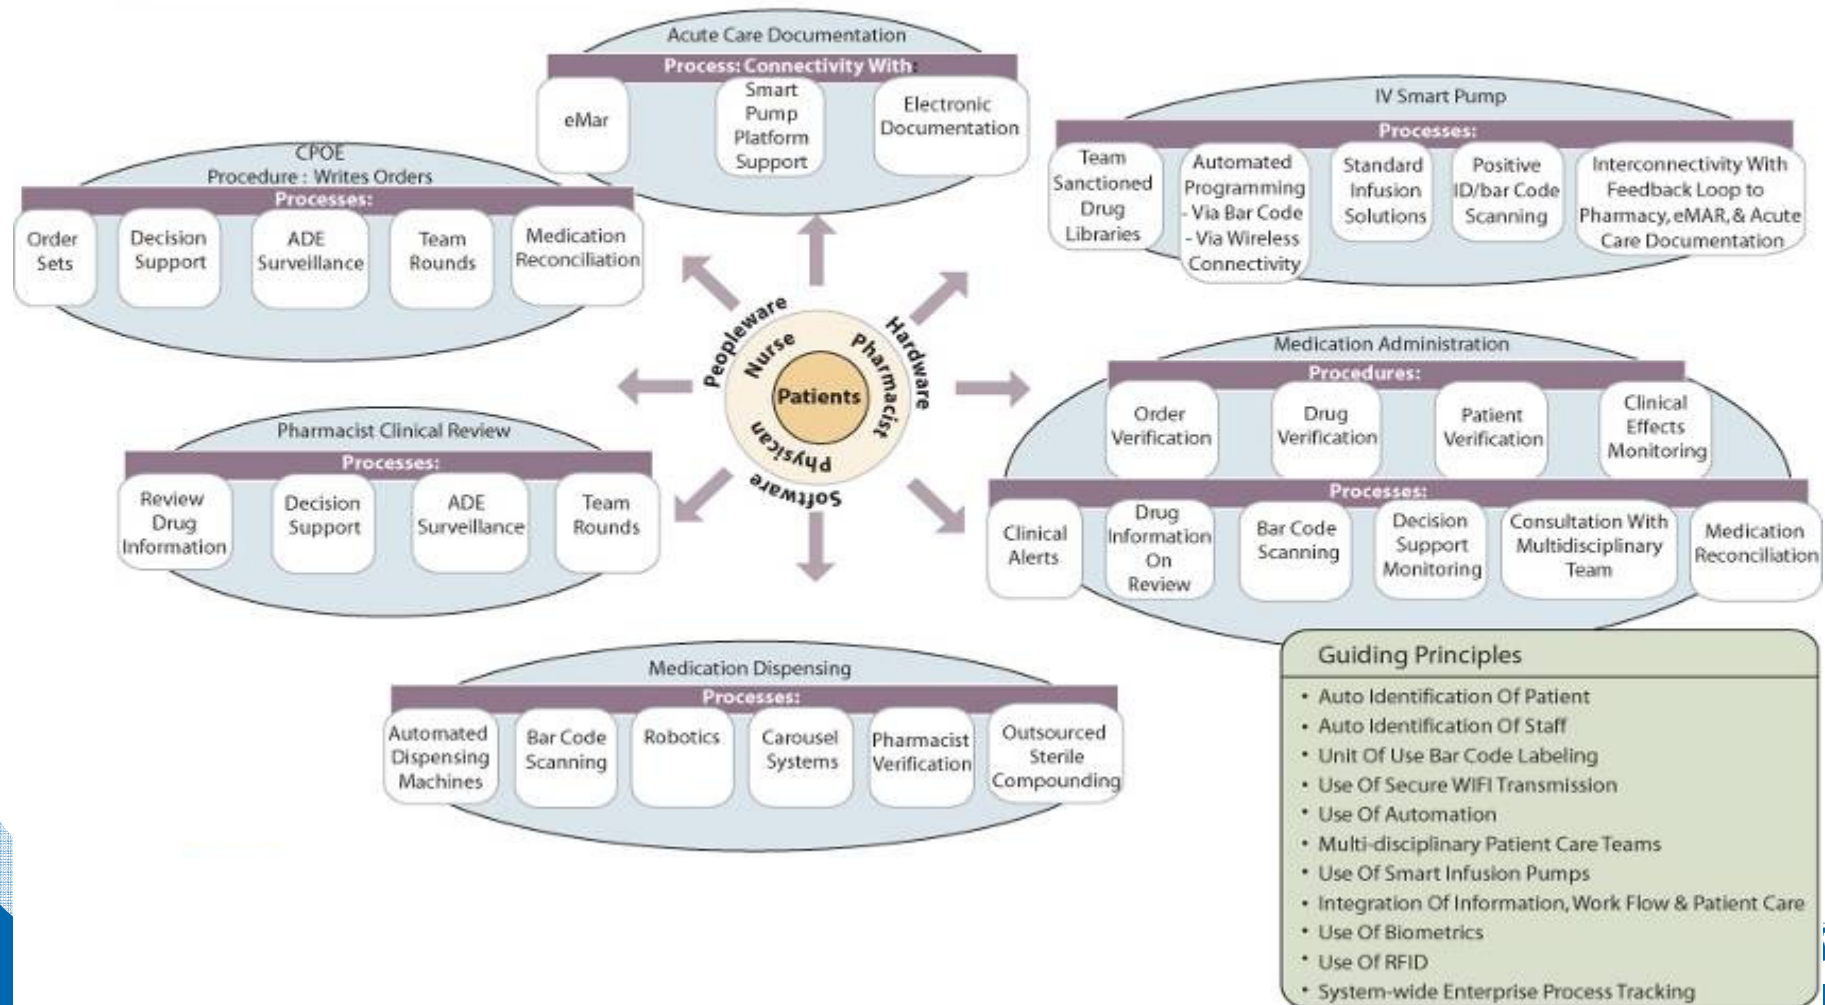 Acute Care Documentation
Process: Connectivity With:
eMar
Smart
Pump
Platform
Support
Electronic
Documentation
IV Smart Pump
Processes:
Team
Sanctioned
Drug
Libraries
Automated
Programming
- Via Bar Code
- Via Wireless
Connectivity
Standard
Infusion
Solutions
Positive
ID/bar Code
Scanning
Interconnectivity With
Feedback Loop to
Pharmacy, eMAR, & Acute
Care Documentation
CPOE
Procedure : Writes Orders
Processes:
Order
Sets
Decision
Support
ADE
Surveillance
Team
Rounds
Medication
Reconciliation
Peopleware
Hardware
Software
Nurse
Pharmacist
Physican
Patients
Medication Administration
Procedures:
Order
Verification
Drug
Verification
Patient
Verification
Clinical
Effects
Monitoring
Processes:
Clinical
Alerts
Drug
Information
On
Review
Bar Code
Scanning
Decision
Support
Monitoring
Consultation With
Multidisciplinary
Team
Medication
Reconciliation
Pharmacist Clinical Review
Processes:
Review
Drug
Information
Decision
Support
ADE
Surveillance
Team
Rounds
Medication Dispensing
Processes:
Automated
Dispensing
Machines
Bar Code
Scanning
Robotics
Carousel
Systems
Pharmacist
Verification
Outsourced
Sterile
Compounding
Guiding Principles
• Auto Identification Of Patient
• Auto Identification Of Staff
• Unit Of Use Bar Code Labeling
• Use Of Secure WIFI Transmission
• Use Of Automation
• Multi-disciplinary Patient Care Teams
• Use Of Smart Infusion Pumps
• Integration Of Information, Work Flow & Patient Care
• Use Of Biometrics
• Use Of RFID
• System-wide Enterprise Process Tracking